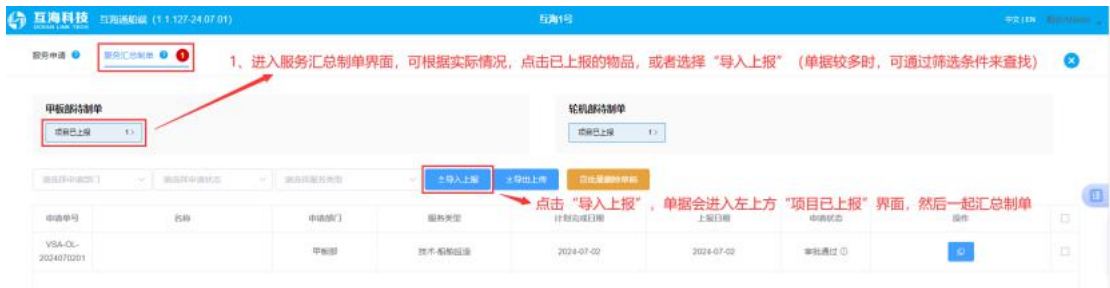 互海科技 互海通船端 (1.1.127-24.07.01) 互海1号 中文 | EN
OCEAN LINK TECH
服务申请 服务汇总制单 1
1、进入服务汇总制单界面，可根据实际情况，点击已上报的物品，或者选择“导入上报”（单据较多时，可通过筛选条件来查找）
甲板部待制单 轮机部待制单
项目已上报 1 > 项目已上报 1 >
请选择申请部门 请选择申请状态 请选择服务类型 导入上报 导出上传 批量删除单据
点击“导入上报”，单据会进入左上方“项目已上报”界面，然后一起汇总制单
申请单号 名称 申请部门 服务类型 计划完成日期 上报日期 申请状态 操作
VSA-OL-2024070201 甲板部 技术-船舶应急 2024-07-02 2024-07-02 审批通过